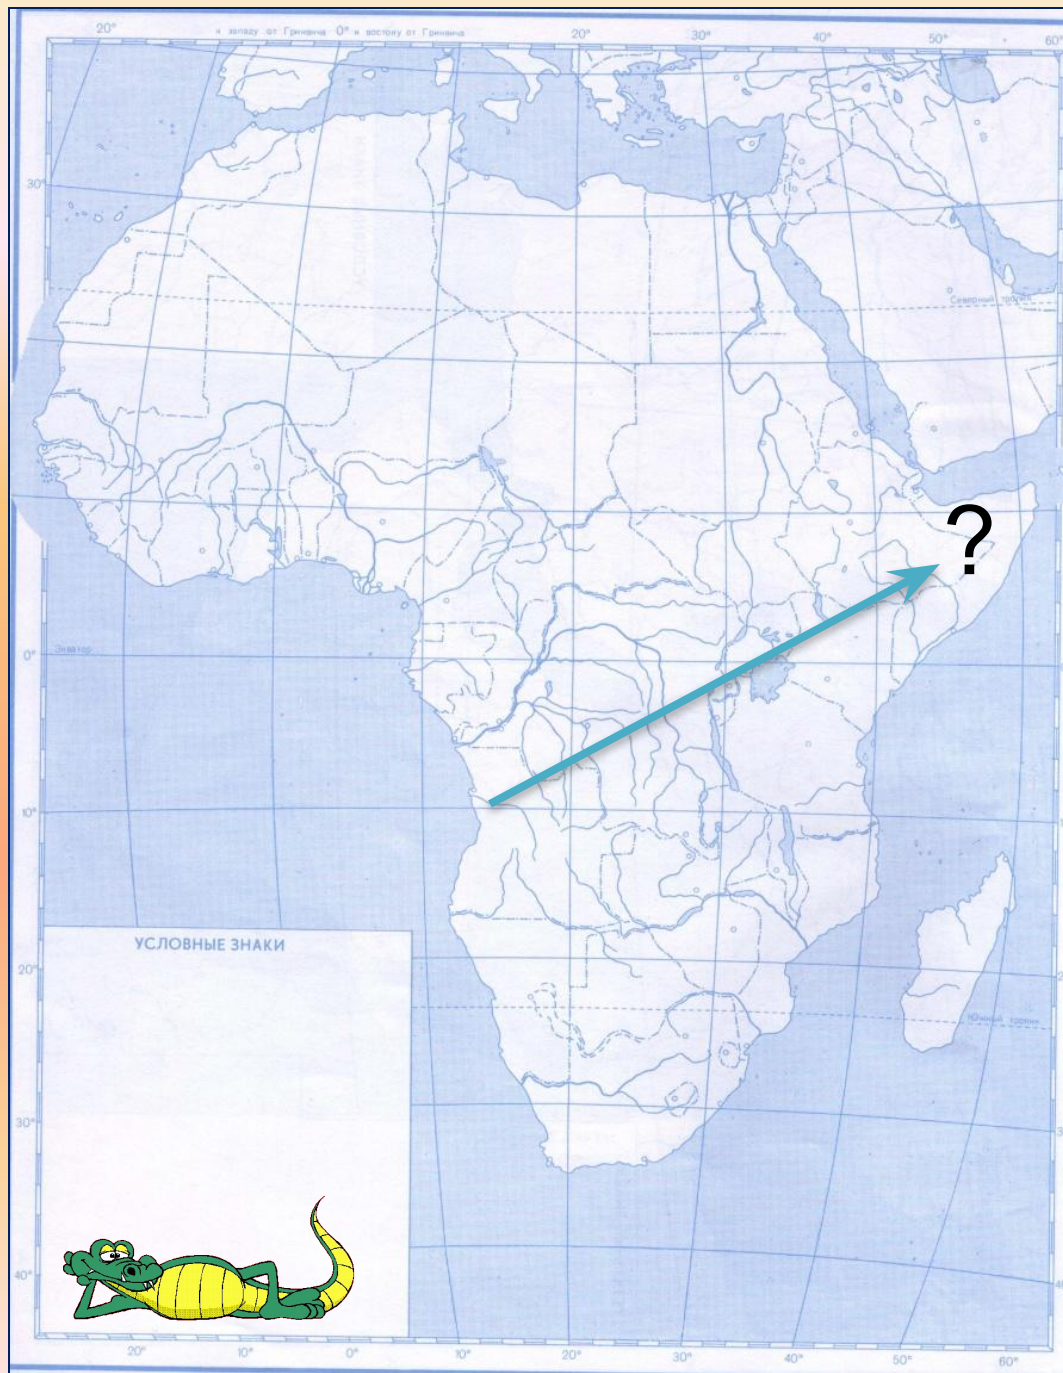 20° к западу от Гринвича 0° к востоку от Гринвича 20° 30° 40° 50° 60°
30°
Северный тропик
?
Экватор
0°
10°
УСЛОВНЫЕ ЗНАКИ
20°
Южный тропик
30°
40°
20° 10° 0° 10° 20° 30° 40° 50° 60°